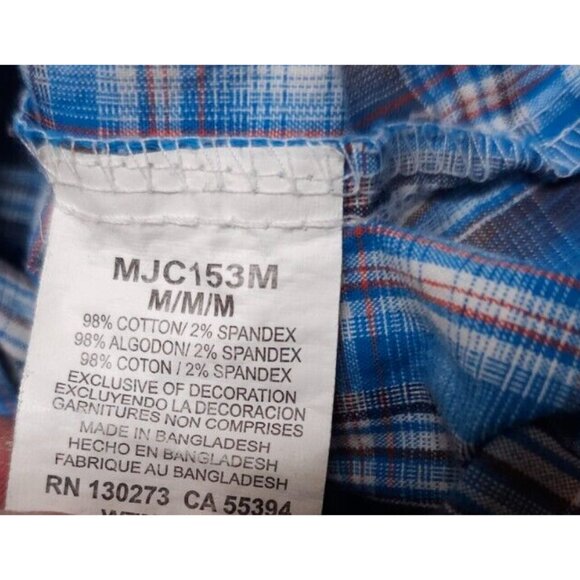 MJC153M
M/M/M
98% COTTON/ 2% SPANDEX
98% ALGODON/ 2% SPANDEX
98% COTON / 2% SPANDEX
EXCLUSIVE OF DECORATION
EXCLUYENDO LA DECORACION
GARNITURES NON COMPRISES
MADE IN BANGLADESH
HECHO EN BANGLADESH
FABRIQUE AU BANGLADESH
RN 130273 CA 55394